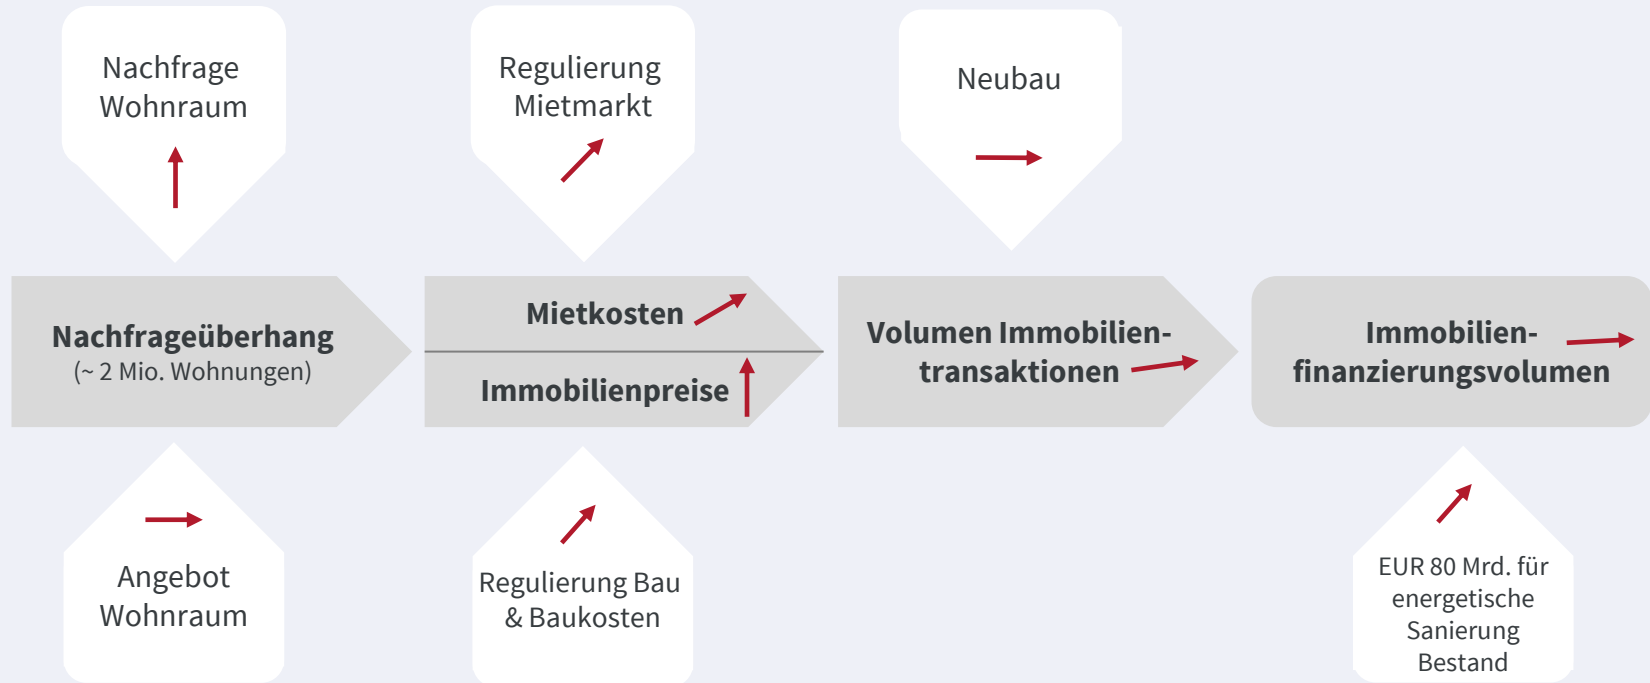 Nachfrage
Wohnraum
Regulierung
Mietmarkt
Neubau
Nachfrageüberhang
(~ 2 Mio. Wohnungen)
Mietkosten
Immobilienpreise
Volumen Immobilien-
transaktionen
Immobilien-
finanzierungsvolumen
Angebot
Wohnraum
Regulierung Bau
& Baukosten
EUR 80 Mrd. für
energetische
Sanierung
Bestand